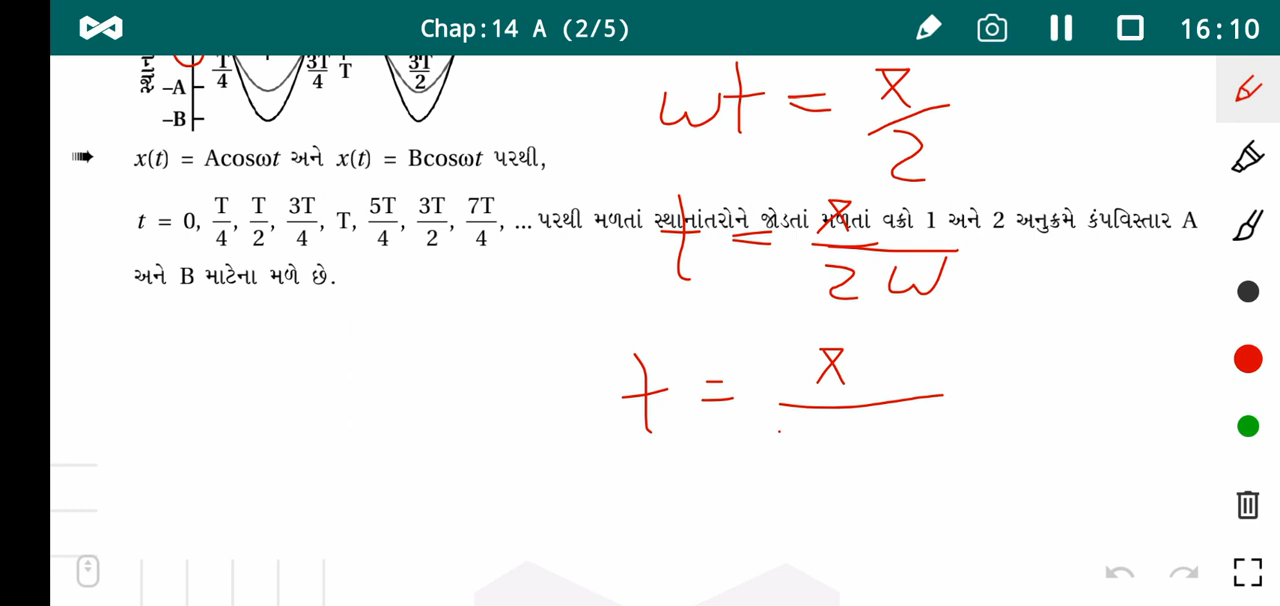 Chap:14 A (2/5) 16:10
સ્થાન
–A T/4 3T/4 T 3T/2
–B
ωt = π/2
x(t) = Acosωt અને x(t) = Bcosωt પરથી,
t = 0, T/4, T/2, 3T/4, T, 5T/4, 3T/2, 7T/4, ... પરથી મળતાં સ્થાનાંતરોને જોડતાં મળતાં વક્રો 1 અને 2 અનુક્રમે કંપવિસ્તાર A
t = π/2ω
અને B માટેના મળે છે.
t = π